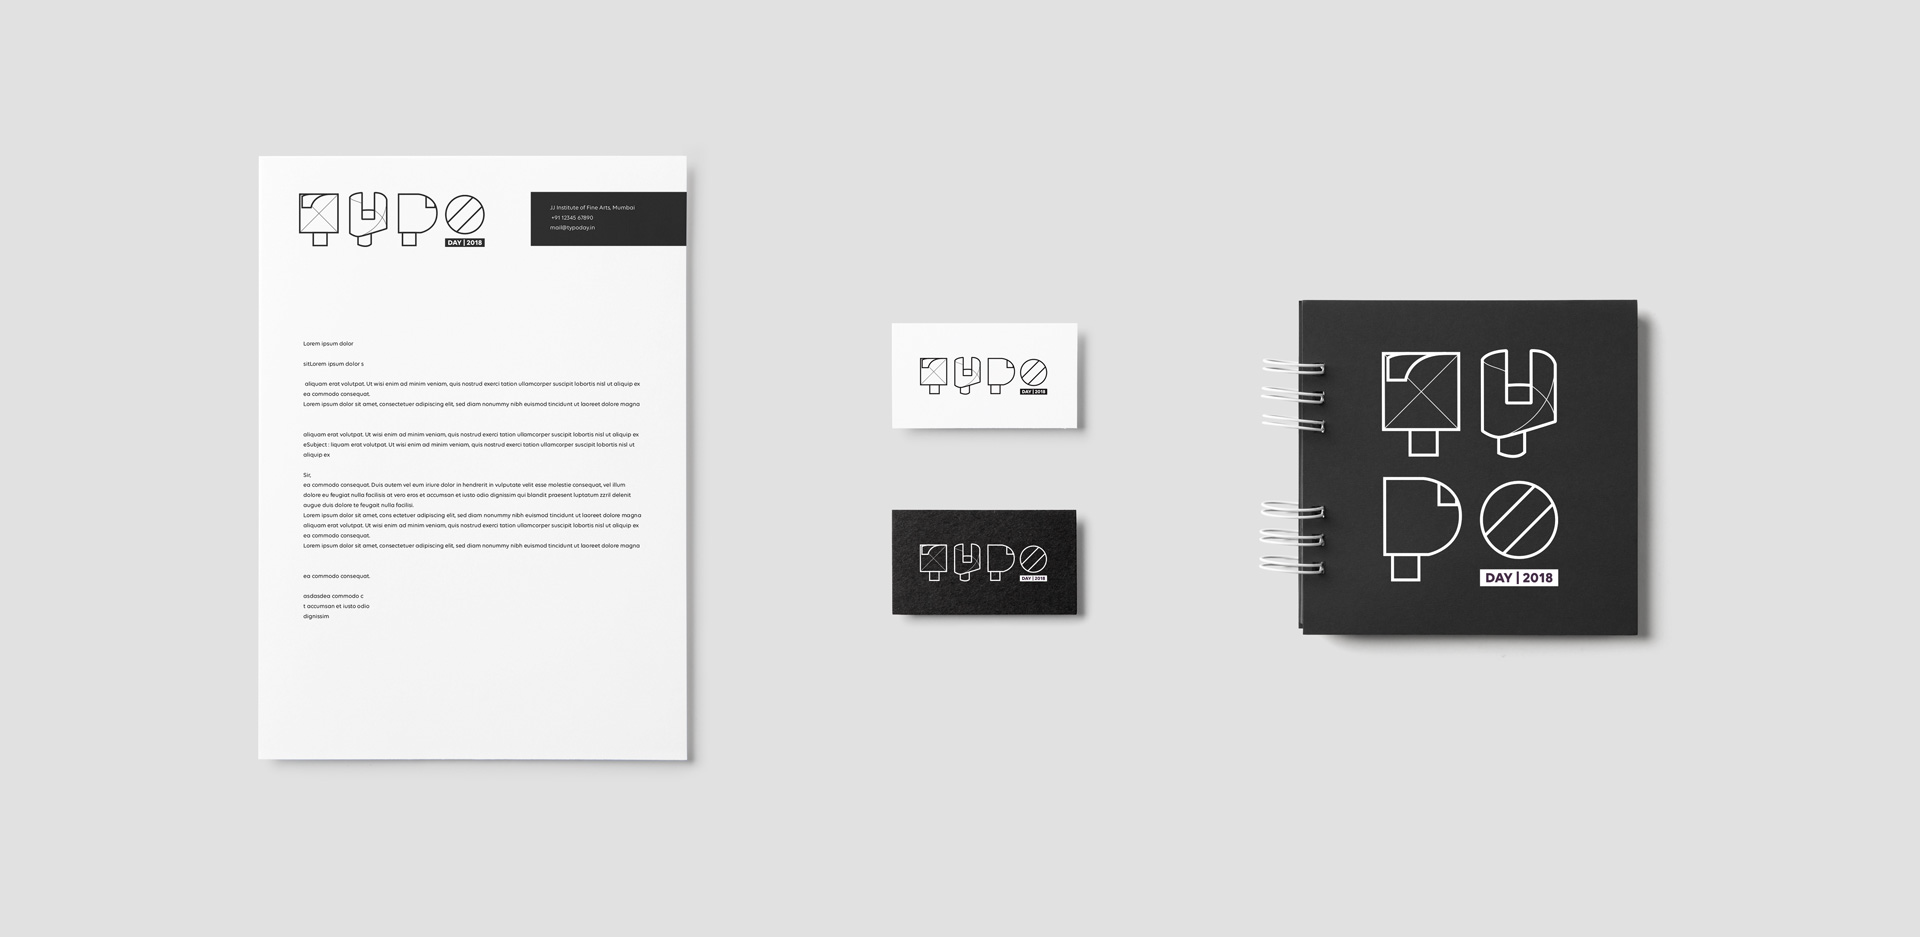 TYPO
DAY | 2018
JJ Institute of Fine Arts, Mumbai
+91 12345 67890
mail@typoday.in
Lorem ipsum dolor
sitLorem ipsum dolor s
aliquam erat volutpat. Ut wisi enim ad minim veniam, quis nostrud exerci tation ullamcorper suscipit lobortis nisl ut aliquip ex
ea commodo consequat.
Lorem ipsum dolor sit amet, consectetuer adipiscing elit, sed diam nonummy nibh euismod tincidunt ut laoreet dolore magna
aliquam erat volutpat. Ut wisi enim ad minim veniam, quis nostrud exerci tation ullamcorper suscipit lobortis nisl ut aliquip ex
eSubject : liquam erat volutpat. Ut wisi enim ad minim veniam, quis nostrud exerci tation ullamcorper suscipit lobortis nisl ut
aliquip ex
Sir,
ea commodo consequat. Duis autem vel eum iriure dolor in hendrerit in vulputate velit esse molestie consequat, vel illum
dolore eu feugiat nulla facilisis at vero eros et accumsan et iusto odio dignissim qui blandit praesent luptatum zzril delenit
augue duis dolore te feugait nulla facilisi.
Lorem ipsum dolor sit amet, cons ectetuer adipiscing elit, sed diam nonummy nibh euismod tincidunt ut laoreet dolore magna
aliquam erat volutpat. Ut wisi enim ad minim veniam, quis nostrud exerci tation ullamcorper suscipit lobortis nisl ut aliquip ex
ea commodo consequat.
Lorem ipsum dolor sit amet, consectetuer adipiscing elit, sed diam nonummy nibh euismod tincidunt ut laoreet dolore magna
ea commodo consequat.
asdasdea commodo c
t accumsan et iusto odio
dignissim
TYPO
DAY | 2018
TYPO
DAY | 2018
TY
PO
DAY | 2018